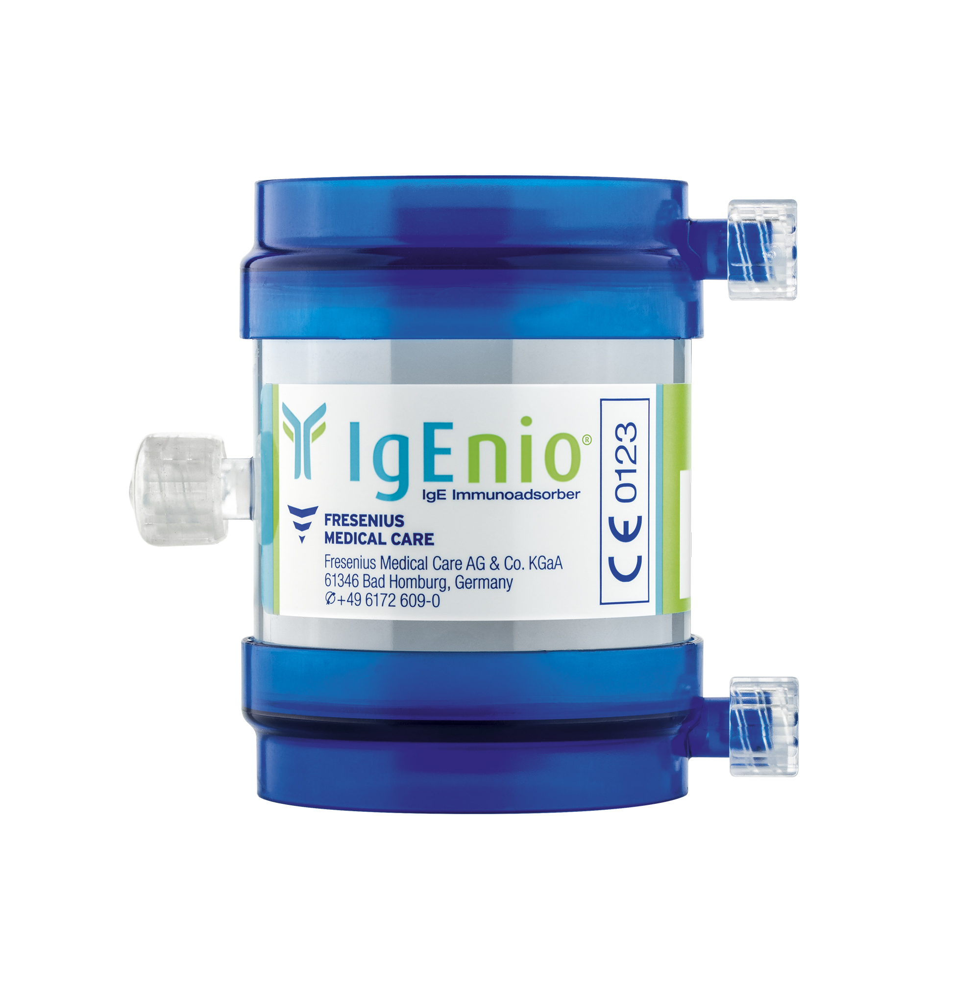 IgEnio®
IgE Immunoadsorber
FRESENIUS
MEDICAL CARE
Fresenius Medical Care AG & Co. KGaA
61346 Bad Homburg, Germany
✆+49 6172 609-0
CE 0123